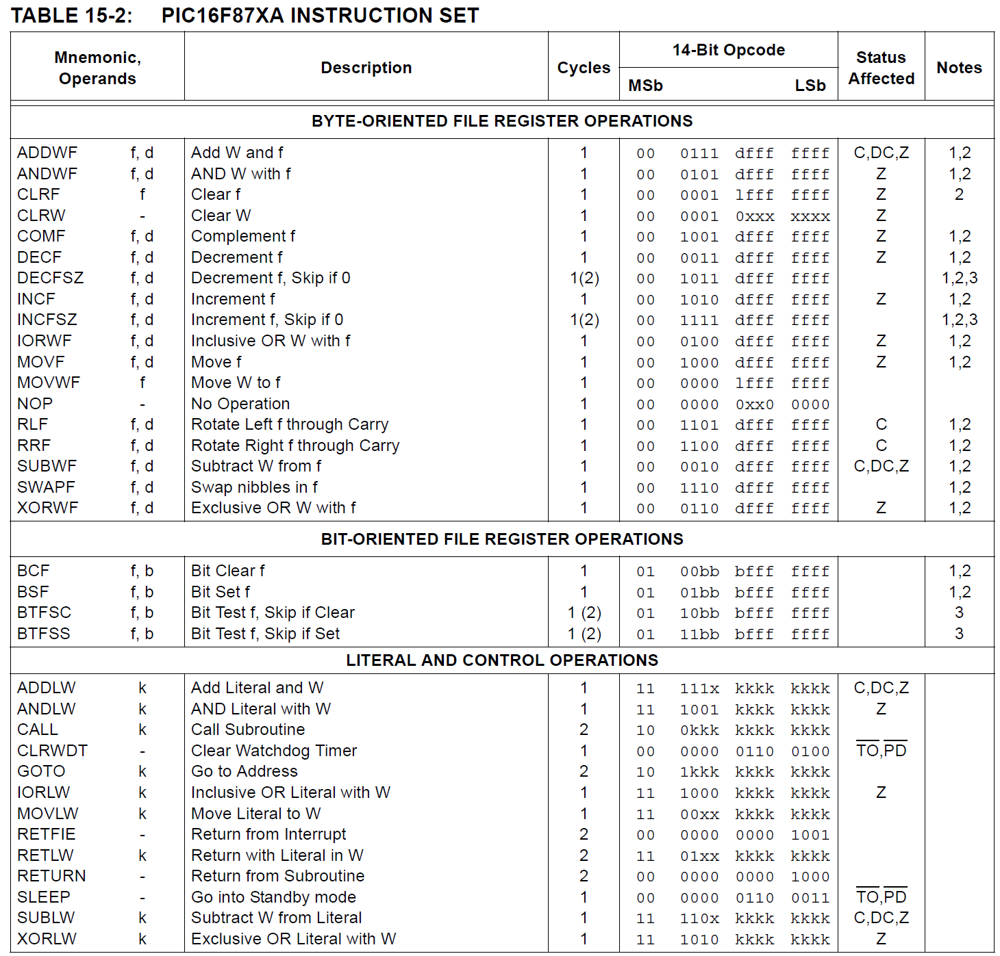 TABLE 15-2: PIC16F87XA INSTRUCTION SET
Mnemonic, Operands Description Cycles 14-Bit Opcode Status Affected Notes
MSb LSb
BYTE-ORIENTED FILE REGISTER OPERATIONS
ADDWF f, d Add W and f 1 00 0111 dfff ffff C,DC,Z 1,2
ANDWF f, d AND W with f 1 00 0101 dfff ffff Z 1,2
CLRF f Clear f 1 00 0001 lfff ffff Z 2
CLRW - Clear W 1 00 0001 0xxx xxxx Z
COMF f, d Complement f 1 00 1001 dfff ffff Z 1,2
DECF f, d Decrement f 1 00 0011 dfff ffff Z 1,2
DECFSZ f, d Decrement f, Skip if 0 1(2) 00 1011 dfff ffff 1,2,3
INCF f, d Increment f 1 00 1010 dfff ffff Z 1,2
INCFSZ f, d Increment f, Skip if 0 1(2) 00 1111 dfff ffff 1,2,3
IORWF f, d Inclusive OR W with f 1 00 0100 dfff ffff Z 1,2
MOVF f, d Move f 1 00 1000 dfff ffff Z 1,2
MOVWF f Move W to f 1 00 0000 lfff ffff
NOP - No Operation 1 00 0000 0xx0 0000
RLF f, d Rotate Left f through Carry 1 00 1101 dfff ffff C 1,2
RRF f, d Rotate Right f through Carry 1 00 1100 dfff ffff C 1,2
SUBWF f, d Subtract W from f 1 00 0010 dfff ffff C,DC,Z 1,2
SWAPF f, d Swap nibbles in f 1 00 1110 dfff ffff 1,2
XORWF f, d Exclusive OR W with f 1 00 0110 dfff ffff Z 1,2
BIT-ORIENTED FILE REGISTER OPERATIONS
BCF f, b Bit Clear f 1 01 00bb bfff ffff 1,2
BSF f, b Bit Set f 1 01 01bb bfff ffff 1,2
BTFSC f, b Bit Test f, Skip if Clear 1 (2) 01 10bb bfff ffff 3
BTFSS f, b Bit Test f, Skip if Set 1 (2) 01 11bb bfff ffff 3
LITERAL AND CONTROL OPERATIONS
ADDLW k Add Literal and W 1 11 111x kkkk kkkk C,DC,Z
ANDLW k AND Literal with W 1 11 1001 kkkk kkkk Z
CALL k Call Subroutine 2 10 0kkk kkkk kkkk
CLRWDT - Clear Watchdog Timer 1 00 0000 0110 0100 T̅O̅,P̅D̅
GOTO k Go to Address 2 10 1kkk kkkk kkkk
IORLW k Inclusive OR Literal with W 1 11 1000 kkkk kkkk Z
MOVLW k Move Literal to W 1 11 00xx kkkk kkkk
RETFIE - Return from Interrupt 2 00 0000 0000 1001
RETLW k Return with Literal in W 2 11 01xx kkkk kkkk
RETURN - Return from Subroutine 2 00 0000 0000 1000
SLEEP - Go into Standby mode 1 00 0000 0110 0011 T̅O̅,P̅D̅
SUBLW k Subtract W from Literal 1 11 110x kkkk kkkk C,DC,Z
XORLW k Exclusive OR Literal with W 1 11 1010 kkkk kkkk Z